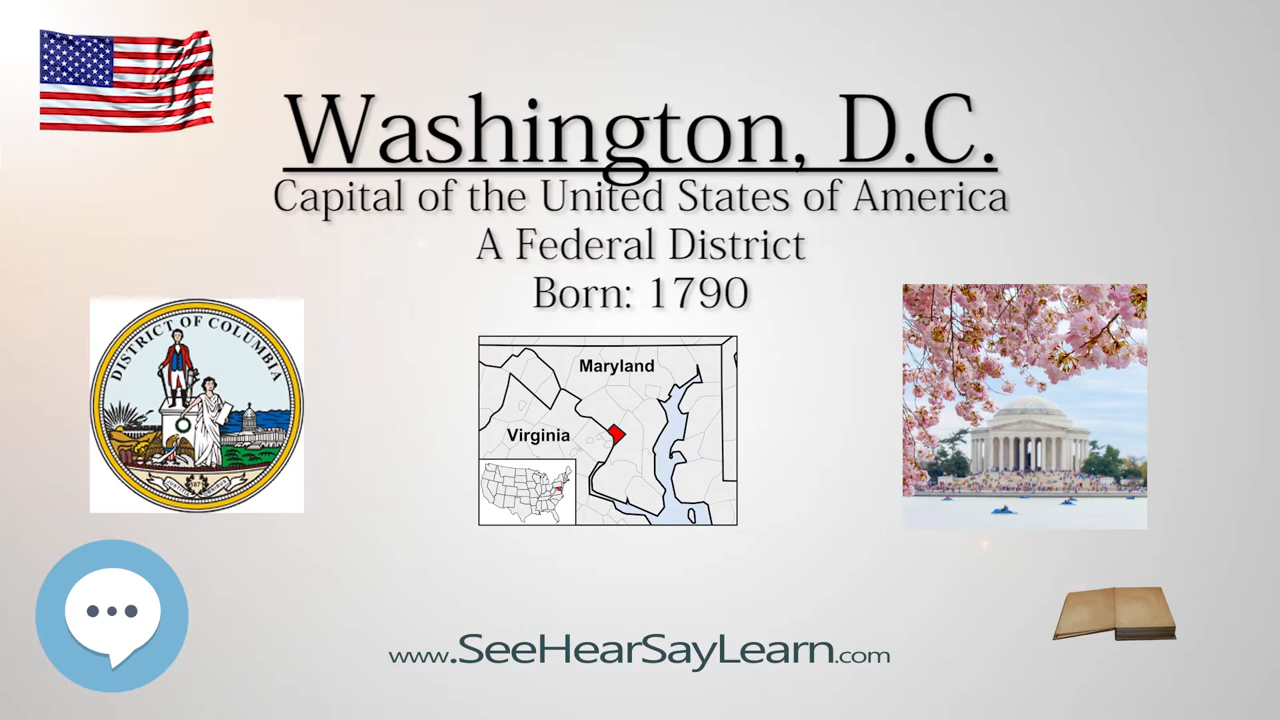 Washington, D.C.
Capital of the United States of America
A Federal District
Born: 1790
DISTRICT OF COLUMBIA
Maryland
Virginia
www.SeeHearSayLearn.com